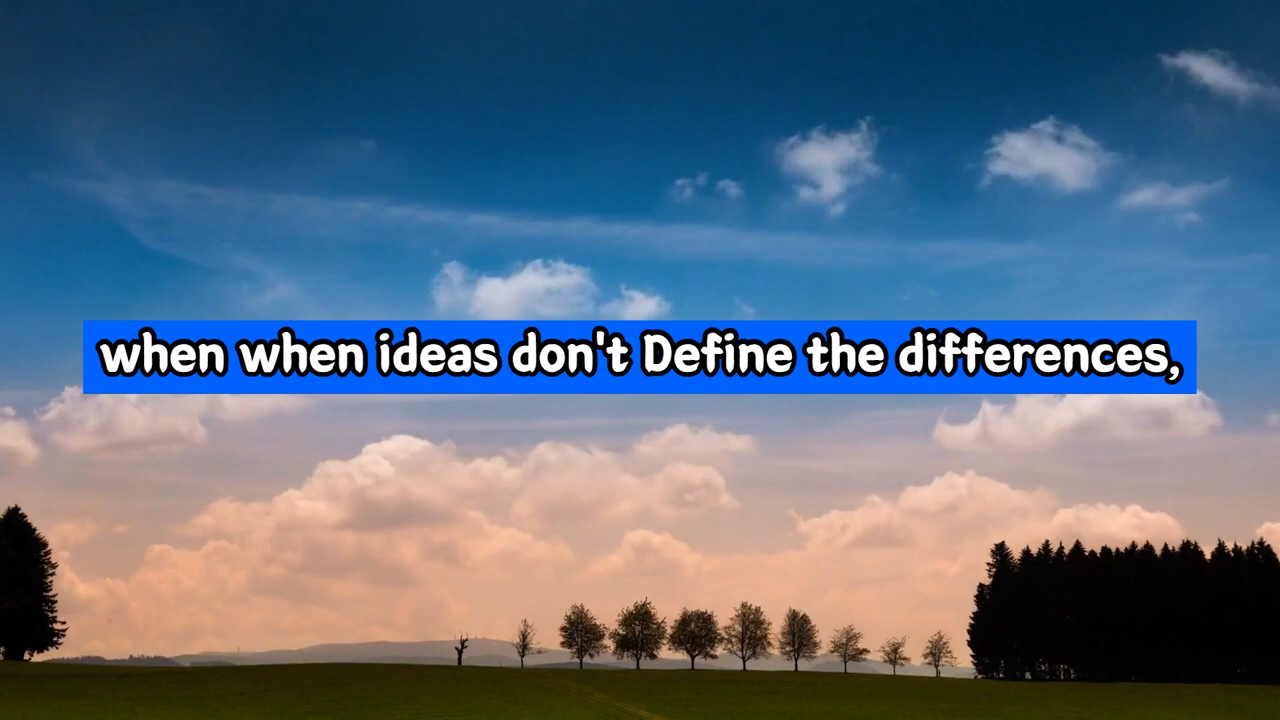 when when ideas don't Define the differences,